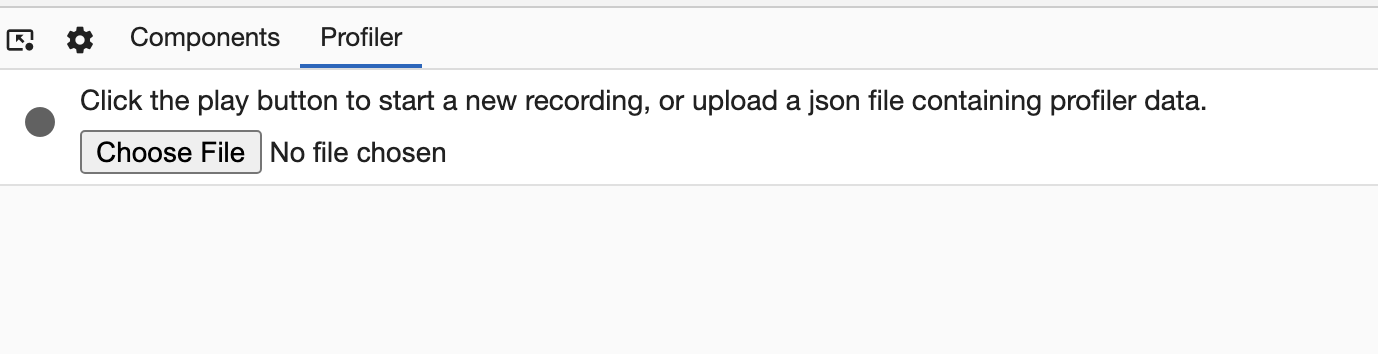 Components Profiler
Click the play button to start a new recording, or upload a json file containing profiler data.
Choose File No file chosen